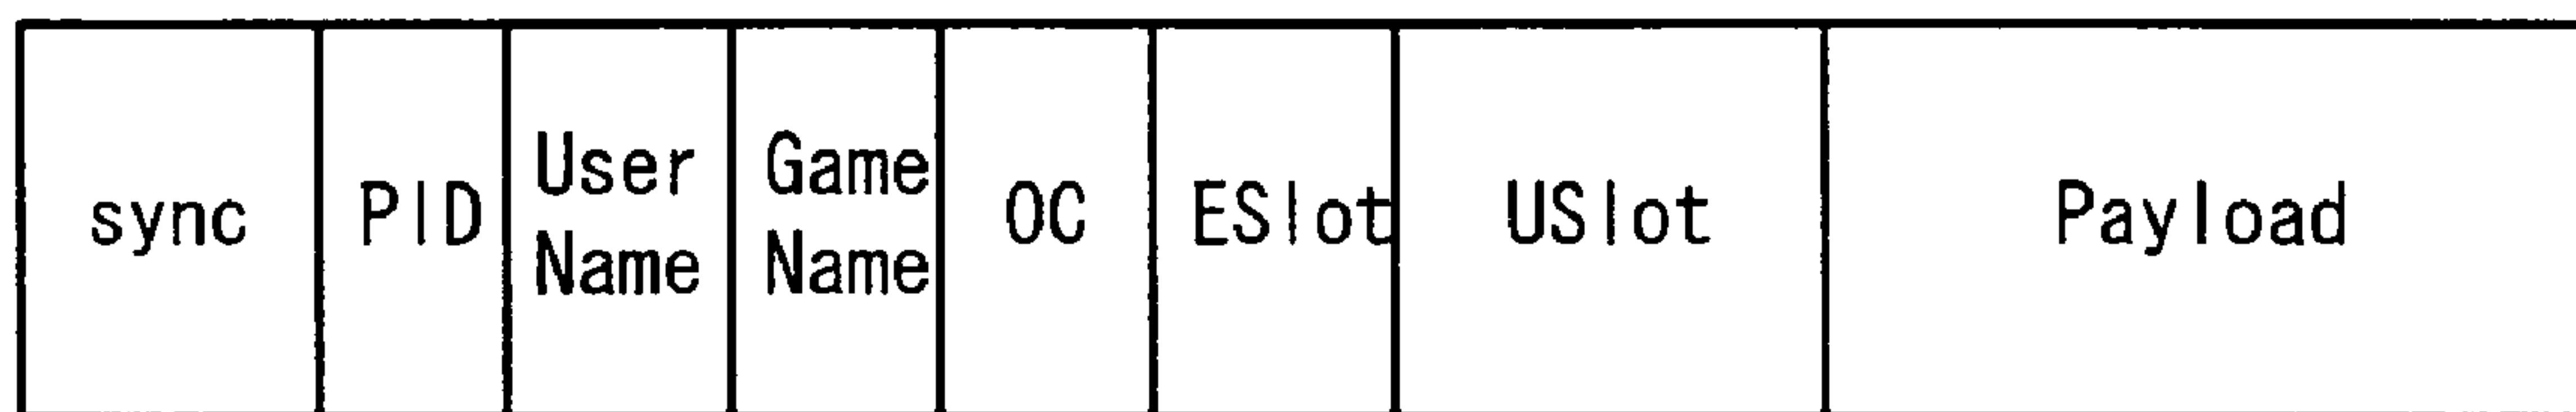 sync
PID
User
Name
Game
Name
OC
ESlot
USlot
Payload